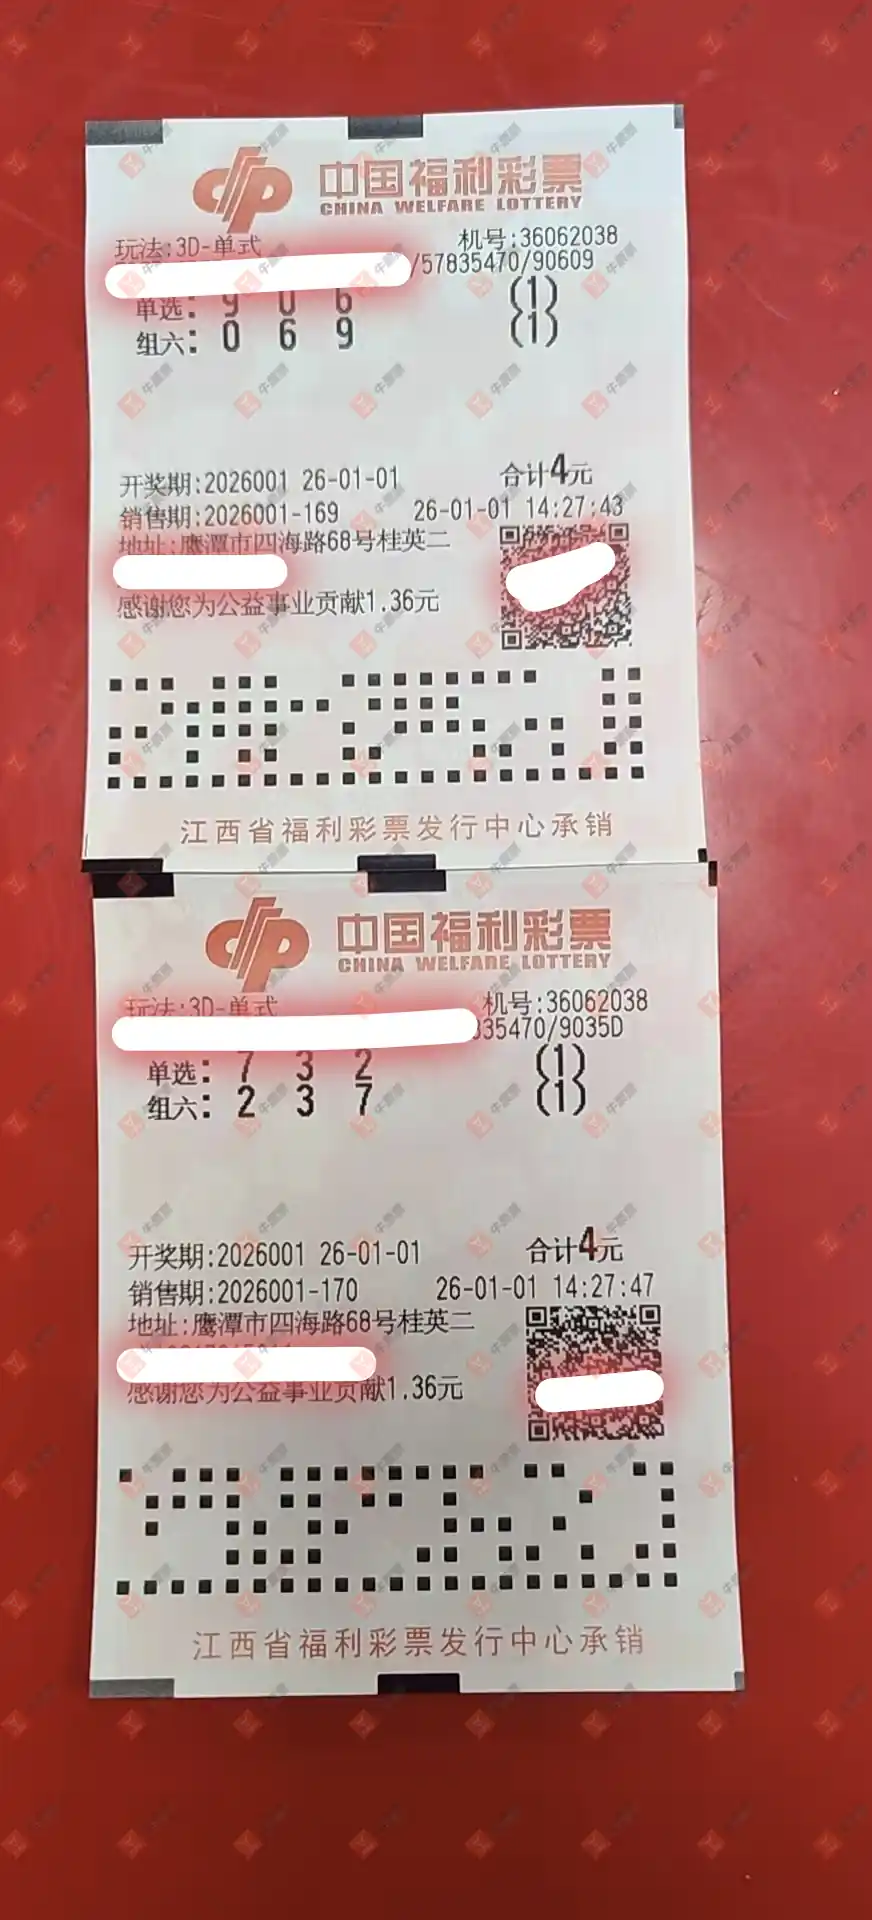 中国福利彩票
CHINA WELFARE LOTTERY
玩法:3D-单式 机号:36062038
/57835470/90609
单选: 9 0 6 (1)
组六: 0 6 9 (1)
开奖期:2026001 26-01-01 合计4元
销售期:2026001-169 26-01-01 14:27:43
地址:鹰潭市四海路68号桂英二
感谢您为公益事业贡献1.36元
江西省福利彩票发行中心承销
中国福利彩票
CHINA WELFARE LOTTERY
玩法:3D-单式 机号:36062038
835470/9035D
单选: 7 3 2 (1)
组六: 2 3 7 (1)
开奖期:2026001 26-01-01 合计4元
销售期:2026001-170 26-01-01 14:27:47
地址:鹰潭市四海路68号桂英二
感谢您为公益事业贡献1.36元
江西省福利彩票发行中心承销